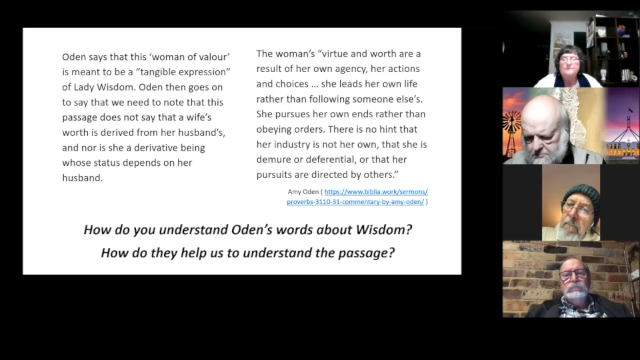 Oden says that this ‘woman of valour’
is meant to be a “tangible expression”
of Lady Wisdom. Oden then goes on
to say that we need to note that this
passage does not say that a wife’s
worth is derived from her husband’s,
and nor is she a derivative being
whose status depends on her
husband.
The woman’s “virtue and worth are a
result of her own agency, her actions
and choices … she leads her own life
rather than following someone else’s.
She pursues her own ends rather than
obeying orders. There is no hint that
her industry is not her own, that she is
demure or deferential, or that her
pursuits are directed by others.”
Amy Oden ( https://www.biblia.work/sermons/
proverbs-3110-31-commentary-by-amy-oden/ )
How do you understand Oden’s words about Wisdom?
How do they help us to understand the passage?